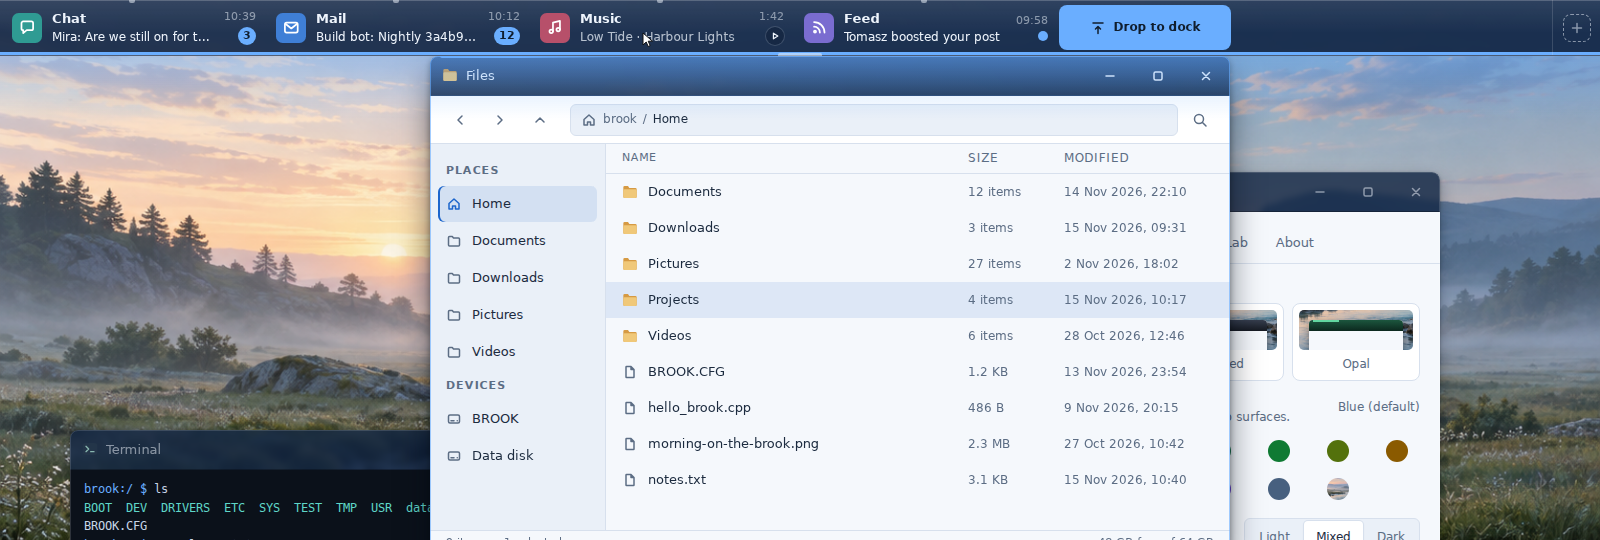 Chat 10:39
Mira: Are we still on for t... 3
Mail 10:12
Build bot: Nightly 3a4b9... 12
Music 1:42
Low Tide · Harbour Lights
Feed 09:58
Tomasz boosted your post
Drop to dock
Files
brook / Home
PLACES
Home
Documents
Downloads
Pictures
Videos
DEVICES
BROOK
Data disk
NAME SIZE MODIFIED
Documents 12 items 14 Nov 2026, 22:10
Downloads 3 items 15 Nov 2026, 09:31
Pictures 27 items 2 Nov 2026, 18:02
Projects 4 items 15 Nov 2026, 10:17
Videos 6 items 28 Oct 2026, 12:46
BROOK.CFG 1.2 KB 13 Nov 2026, 23:54
hello_brook.cpp 486 B 9 Nov 2026, 20:15
morning-on-the-brook.png 2.3 MB 27 Oct 2026, 10:42
notes.txt 3.1 KB 15 Nov 2026, 10:40
About
Opal
surfaces.
Blue (default)
Light Mixed Dark
Terminal
brook:/ $ ls
BOOT DEV DRIVERS ETC SYS TEST TMP USR data
BROOK.CFG